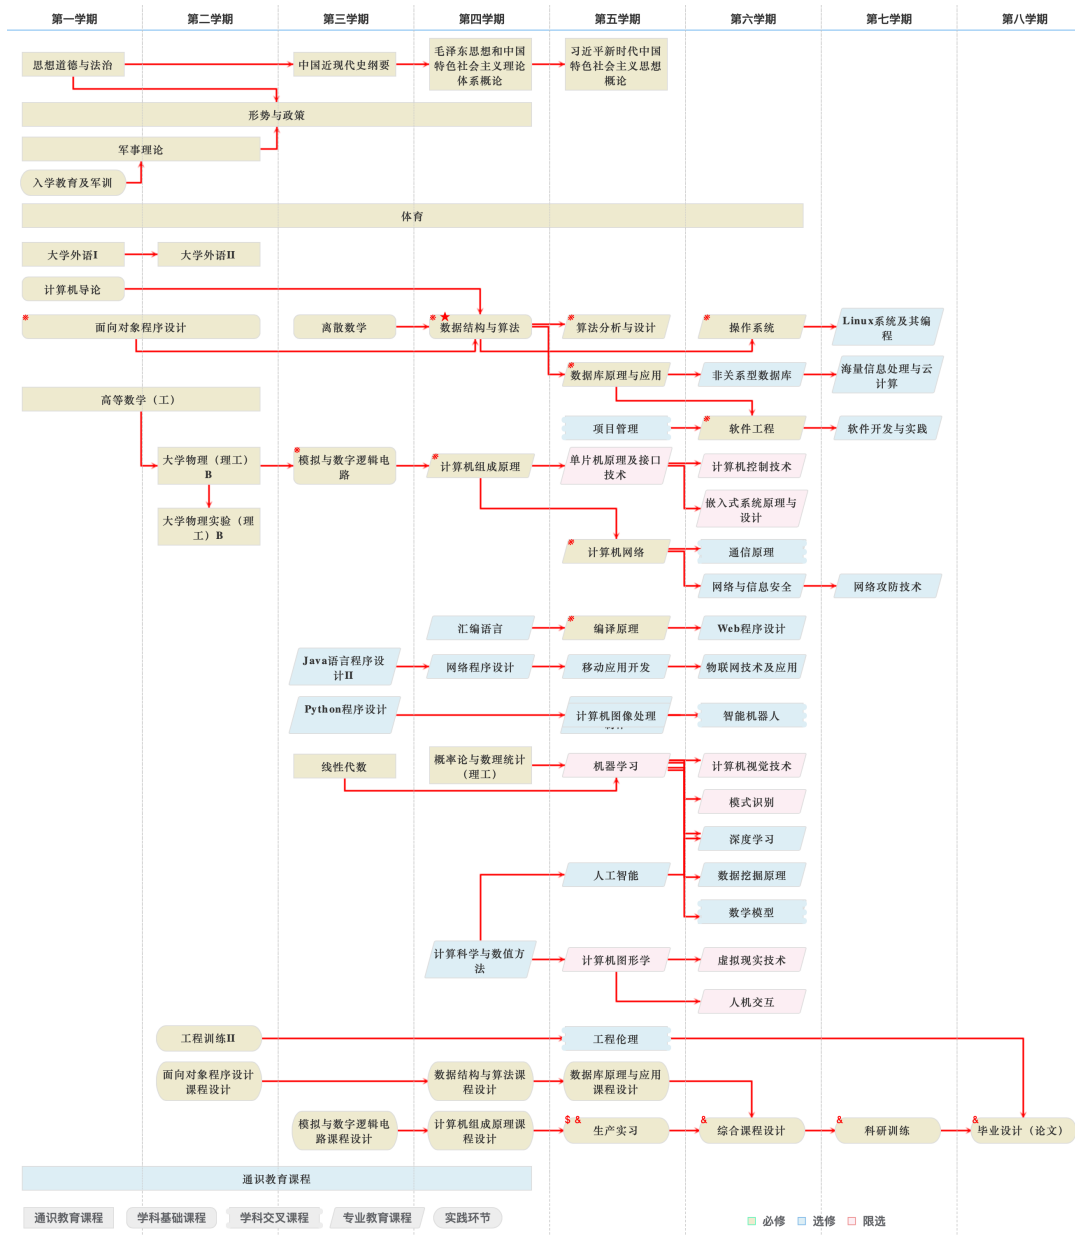 第一学期
第二学期
第三学期
第四学期
第五学期
第六学期
第七学期
第八学期
思想道德与法治
中国近现代史纲要
毛泽东思想和中国
特色社会主义理论
体系概论
习近平新时代中国
特色社会主义思想
概论
形势与政策
军事理论
入学教育及军训
体育
大学外语I
大学外语II
计算机导论
※
面向对象程序设计
离散数学
※ ★
数据结构与算法
※
算法分析与设计
※
操作系统
Linux系统及其编
程
※
数据库原理与应用
非关系型数据库
海量信息处理与云
计算
高等数学（工）
项目管理
※
软件工程
软件开发与实践
大学物理（理工）
B
※
模拟与数字逻辑电
路
※
计算机组成原理
单片机原理及接口
技术
计算机控制技术
嵌入式系统原理与
设计
大学物理实验（理
工）B
※
计算机网络
通信原理
网络与信息安全
网络攻防技术
汇编语言
※
编译原理
Web程序设计
Java语言程序设
计II
网络程序设计
移动应用开发
物联网技术及应用
Python程序设计
计算机图像处理
智能机器人
线性代数
概率论与数理统计
（理工）
机器学习
计算机视觉技术
模式识别
深度学习
人工智能
数据挖掘原理
数学模型
计算科学与数值方
法
计算机图形学
虚拟现实技术
人机交互
工程训练II
工程伦理
面向对象程序设计
课程设计
数据结构与算法课
程设计
数据库原理与应用
课程设计
模拟与数字逻辑电
路课程设计
计算机组成原理课
程设计
$ &
生产实习
&
综合课程设计
&
科研训练
&
毕业设计（论文）
通识教育课程
通识教育课程
学科基础课程
学科交叉课程
专业教育课程
实践环节
必修
选修
限选